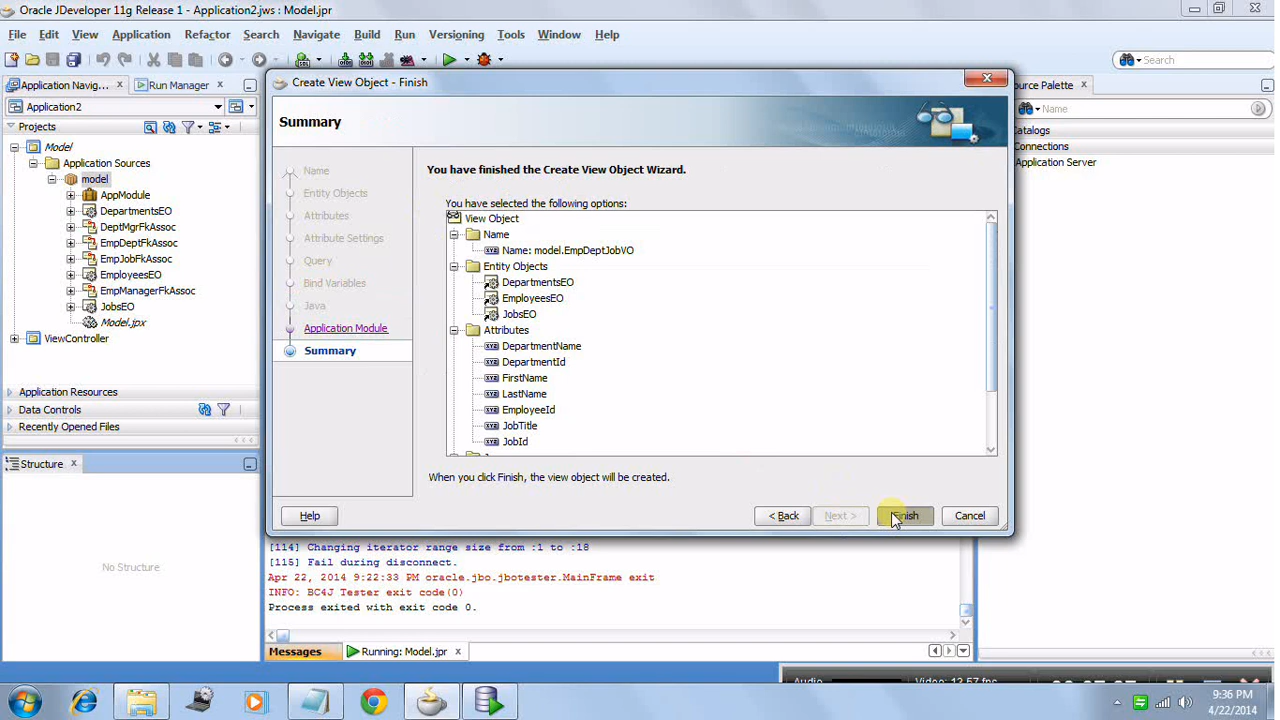 Oracle JDeveloper 11g Release 1 - Application2.jws : Model.jpr
File Edit View Application Refactor Search Navigate Build Run Versioning Tools Window Help
Search
Application Navig...
Run Manager
Application2
Projects
Model
Application Sources
model
AppModule
DepartmentsEO
DeptMgrFkAssoc
EmpDeptFkAssoc
EmpJobFkAssoc
EmployeesEO
EmpManagerFkAssoc
JobsEO
Model.jpx
ViewController
Application Resources
Data Controls
Recently Opened Files
Structure
No Structure
Create View Object - Finish
Summary
Name
Entity Objects
Attributes
Attribute Settings
Query
Bind Variables
Java
Application Module
Summary
You have finished the Create View Object Wizard.
You have selected the following options:
View Object
Name
Name: model.EmpDeptJobVO
Entity Objects
DepartmentsEO
EmployeesEO
JobsEO
Attributes
DepartmentName
DepartmentId
FirstName
LastName
EmployeeId
JobTitle
JobId
When you click Finish, the view object will be created.
Help
< Back
Next >
Finish
Cancel
ource Palette
Name
Catalogs
Connections
Application Server
[114] Changing iterator range size from :1 to :18
[115] Fail during disconnect.
Apr 22, 2014 9:22:33 PM oracle.jbo.jbotester.MainFrame exit
INFO: BC4J Tester exit code(0)
Process exited with exit code 0.
Messages
Running: Model.jpr
9:36 PM
4/22/2014